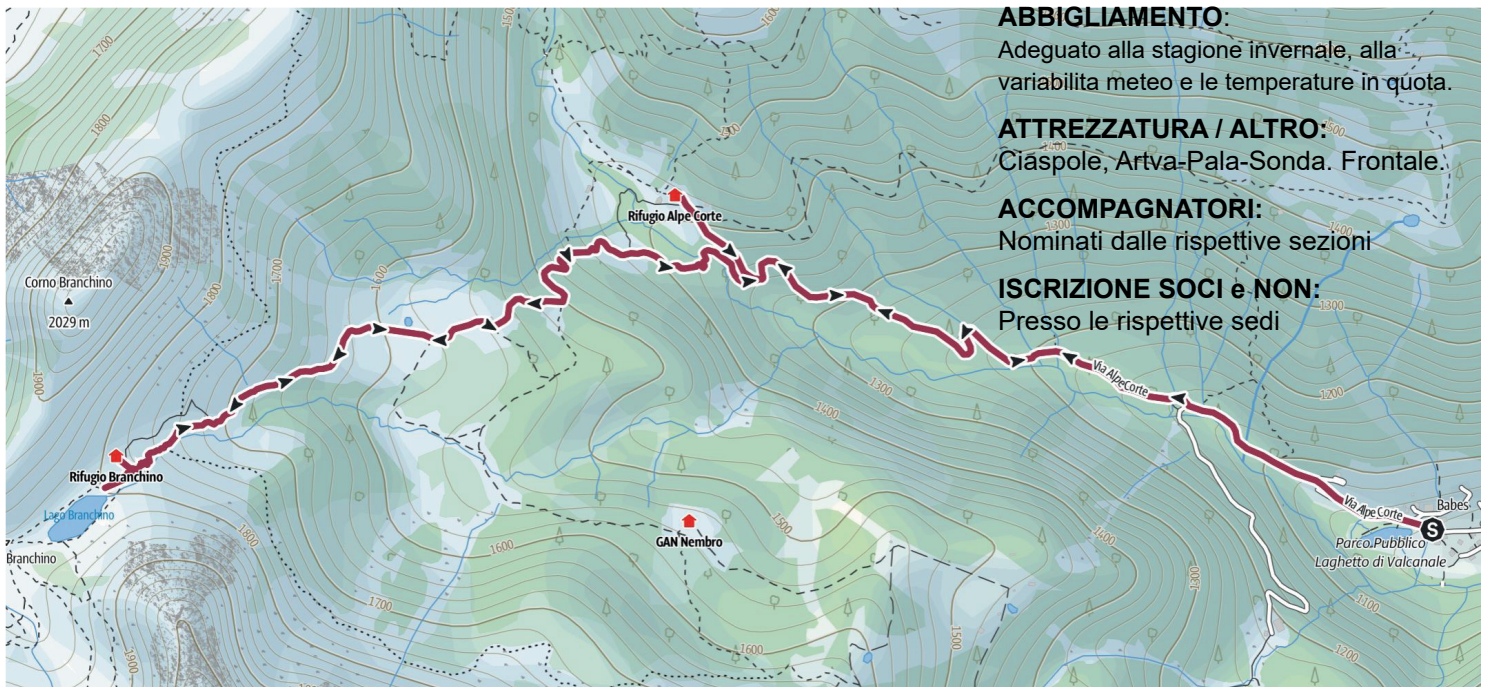 ABBIGLIAMENTO:
Adeguato alla stagione invernale, alla
variabilita meteo e le temperature in quota.
ATTREZZATURA / ALTRO:
Ciaspole, Artva-Pala-Sonda. Frontale.
ACCOMPAGNATORI:
Nominati dalle rispettive sezioni
ISCRIZIONE SOCI e NON:
Presso le rispettive sedi
Rifugio Alpe Corte
Corno Branchino
2029 m
Rifugio Branchino
Lago Branchino
Branchino
GAN Nembro
Via AlpeCorte
Via Alpe Corte
Babes
S
Parco Pubblico
Laghetto di Valcanale
1700
1800
1900
1800
1700
1600
1900
1800
1700
1600
1600
1500
1400
1300
1500
1400
1300
1400
1300
1200
1400
1500
1100
1200
1900